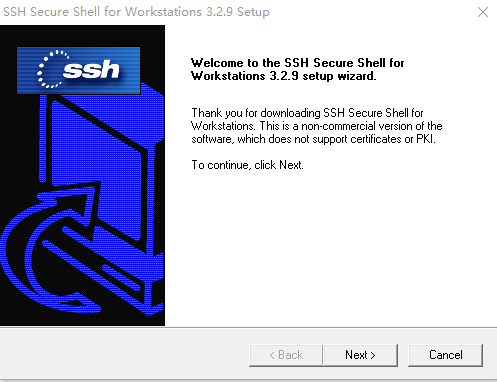 SSH Secure Shell for Workstations 3.2.9 Setup
ssh
Welcome to the SSH Secure Shell for
Workstations 3.2.9 setup wizard.
Thank you for downloading SSH Secure Shell for
Workstations. This is a non-commercial version of the
software, which does not support certificates or PKI.
To continue, click Next.
< Back
Next >
Cancel